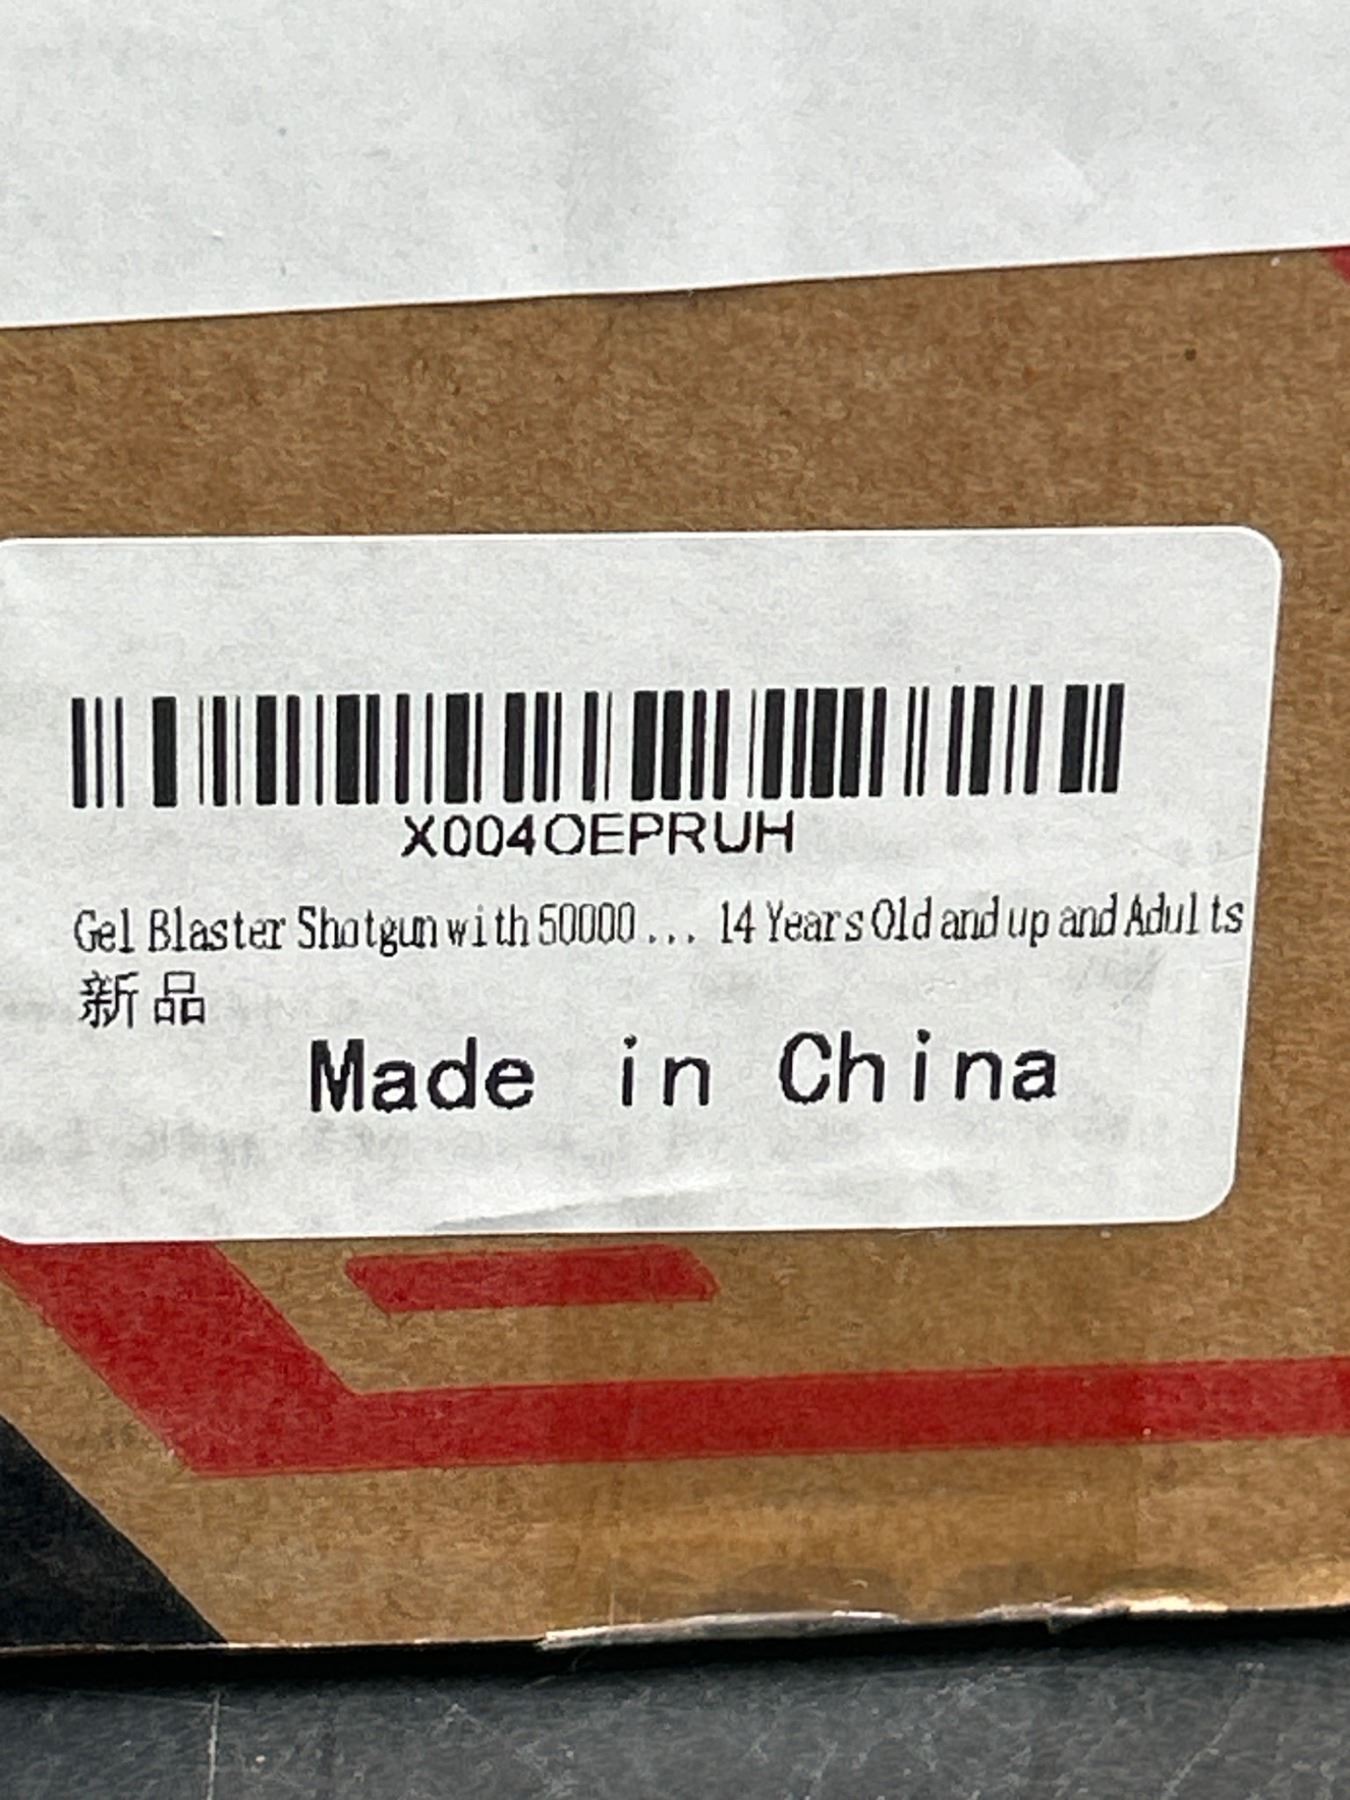 X004OEPRUH
Gel Blaster Shotgun with 50000... 14 Years Old and up and Adults
新品
Made in China